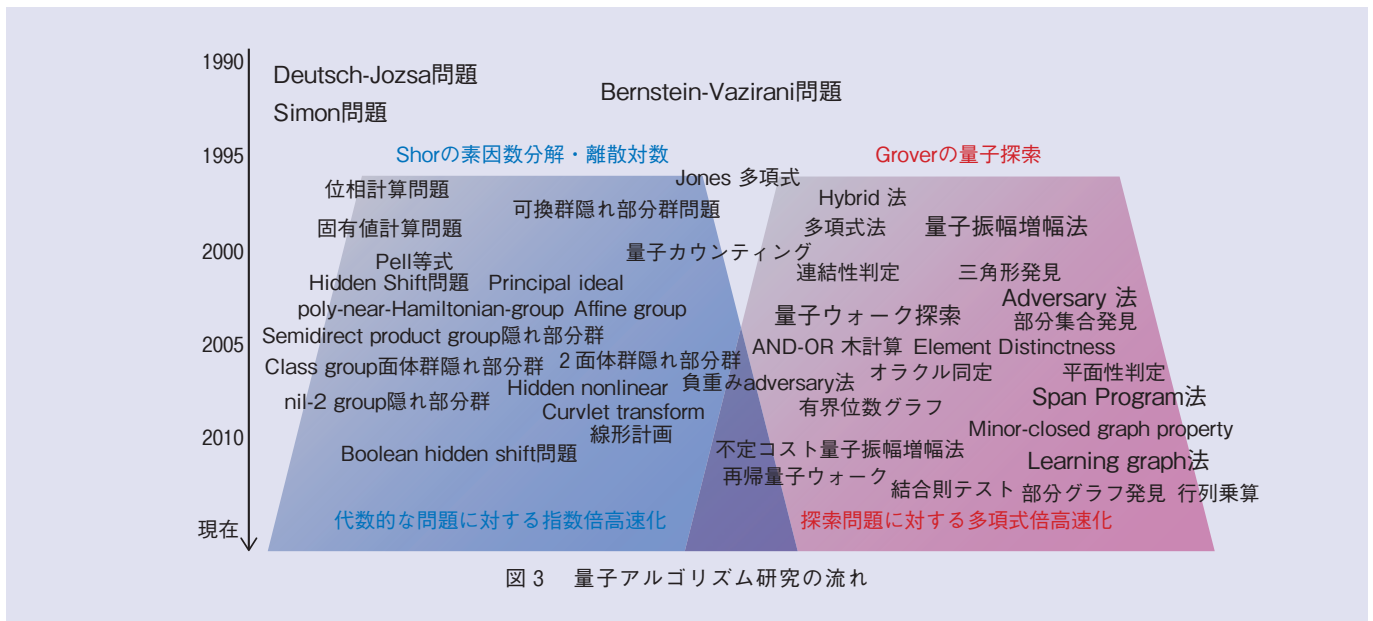 1990
Deutsch-Jozsa問題
Bernstein-Vazirani問題
Simon問題
1995
Shorの素因数分解・離散対数
Groverの量子探索
Jones 多項式
位相計算問題
Hybrid 法
可換群隠れ部分群問題
固有値計算問題
多項式法
量子振幅増幅法
2000
量子カウンティング
Pell等式
連結性判定
三角形発見
Hidden Shift問題
Principal ideal
Adversary 法
poly-near-Hamiltonian-group
Affine group
量子ウォーク探索
部分集合発見
Semidirect product group隠れ部分群
2005
AND-OR 木計算
Element Distinctness
Class group面体群隠れ部分群
2面体群隠れ部分群
オラクル同定
平面性判定
Hidden nonlinear
負重みadversary法
Span Program法
nil-2 group隠れ部分群
有界位数グラフ
Curvlet transform
線形計画
Minor-closed graph property
2010
Boolean hidden shift問題
不定コスト量子振幅増幅法
Learning graph法
再帰量子ウォーク
結合則テスト
部分グラフ発見
行列乗算
現在
代数的な問題に対する指数倍高速化
探索問題に対する多項式倍高速化
図3 量子アルゴリズム研究の流れ